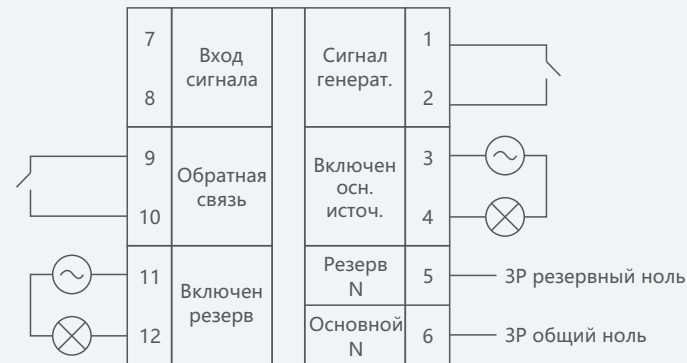 7
8
Вход
сигнала
Сигнал
генерат.
1
2
9
10
Обратная
связь
Включен
осн.
источ.
3
4
11
12
Включен
резерв
Резерв
N
5
3P резервный ноль
Основной
N
6
3P общий ноль